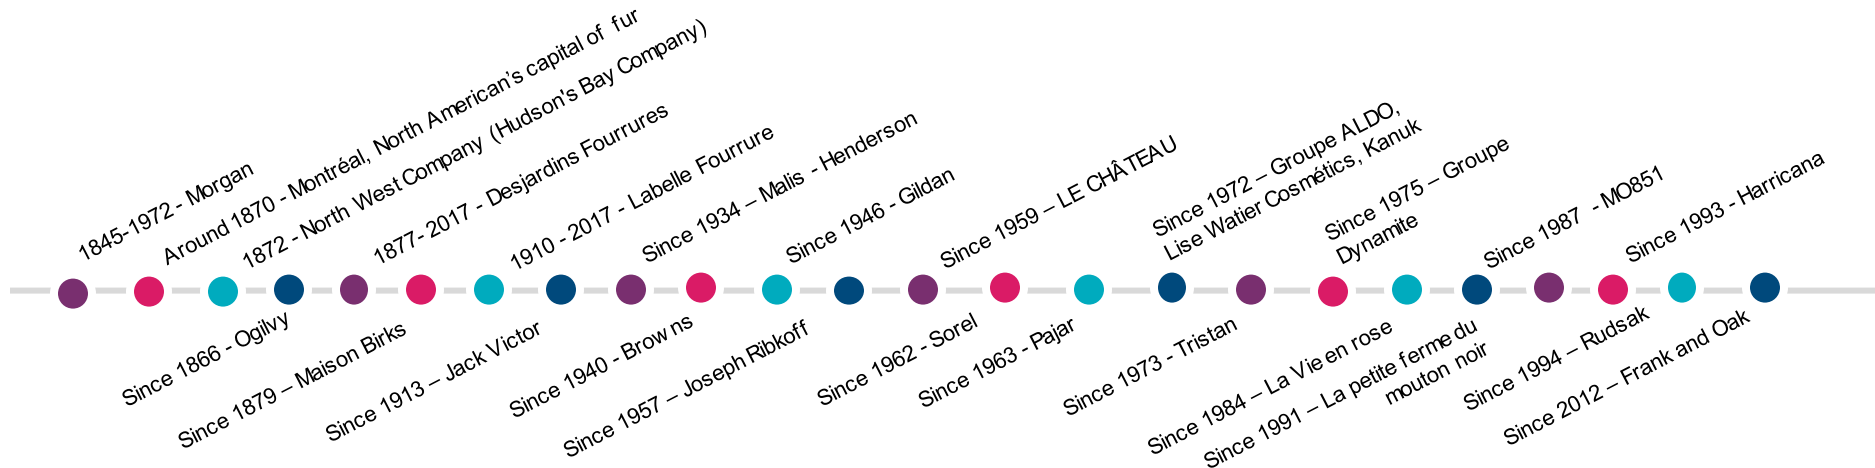 1845-1972 - Morgan
Around 1870 - Montréal, North American's capital of fur
1872 - North West Company (Hudson's Bay Company)
1877- 2017 - Desjardins Fourrures
1910 - 2017 - Labelle Fourrure
Since 1934 – Malis - Henderson
Since 1946 - Gildan
Since 1959 – LE CHÂTEAU
Since 1972 – Groupe ALDO,
Lise Watier Cosmétics, Kanuk
Since 1975 – Groupe
Dynamite
Since 1987 - MO851
Since 1993 - Harricana
Since 1866 - Ogilvy
Since 1879 – Maison Birks
Since 1913 – Jack Victor
Since 1940 - Browns
Since 1957 – Joseph Ribkoff
Since 1962 - Sorel
Since 1963 - Pajar
Since 1973 - Tristan
Since 1984 – La Vie en rose
Since 1991 – La petite ferme du
mouton noir
Since 1994 – Rudsak
Since 2012 – Frank and Oak